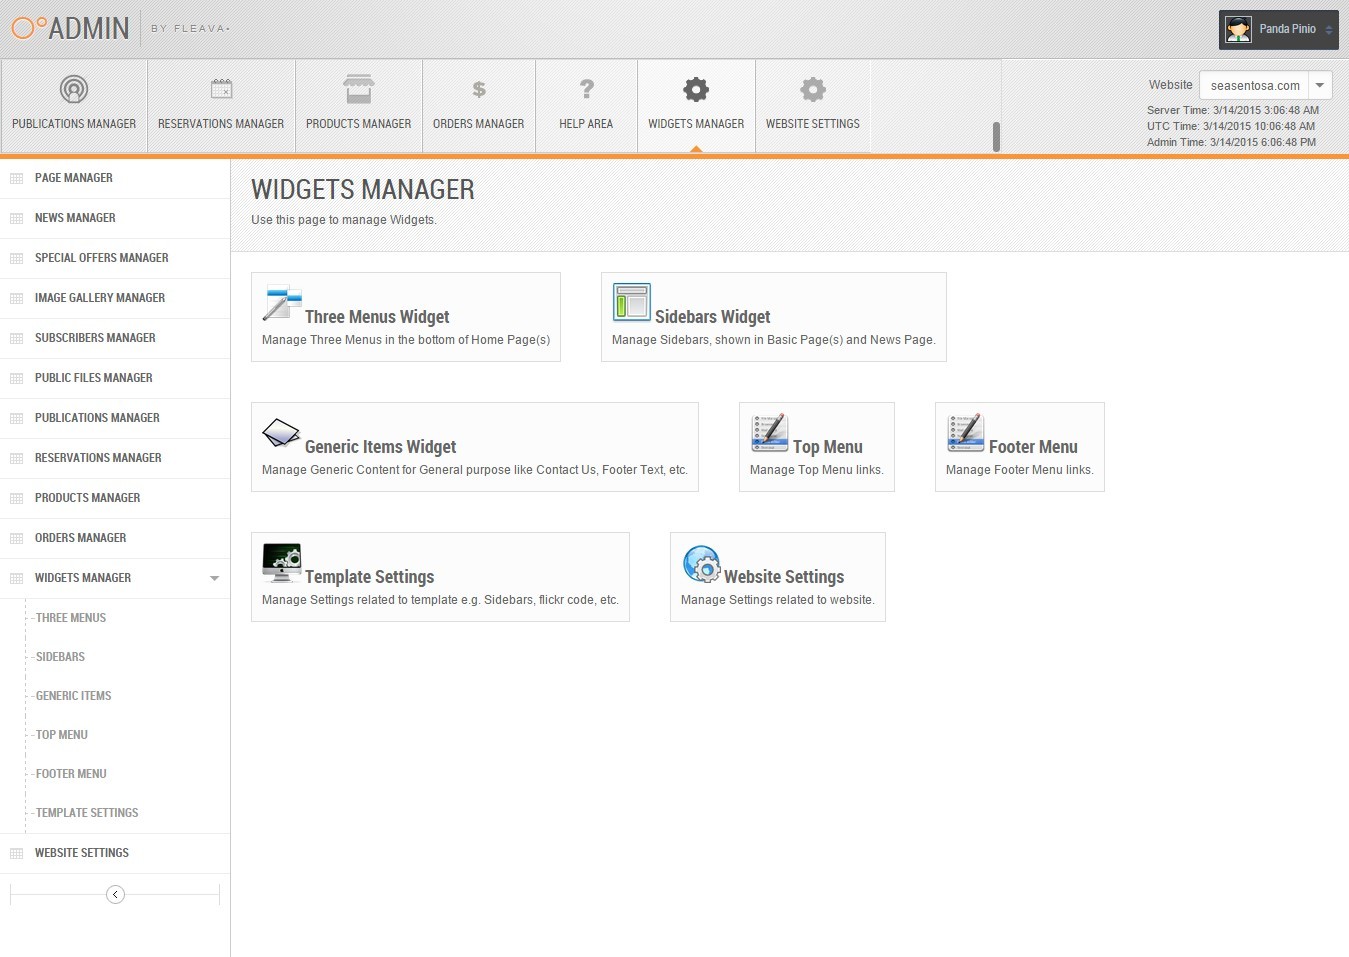 ADMIN BY FLEAVA
Panda Pinio
PUBLICATIONS MANAGER
RESERVATIONS MANAGER
PRODUCTS MANAGER
$
ORDERS MANAGER
?
HELP AREA
WIDGETS MANAGER
WEBSITE SETTINGS
Website seasentosa.com
Server Time: 3/14/2015 3:06:48 AM
UTC Time: 3/14/2015 10:06:48 AM
Admin Time: 3/14/2015 6:06:48 PM
PAGE MANAGER
NEWS MANAGER
SPECIAL OFFERS MANAGER
IMAGE GALLERY MANAGER
SUBSCRIBERS MANAGER
PUBLIC FILES MANAGER
PUBLICATIONS MANAGER
RESERVATIONS MANAGER
PRODUCTS MANAGER
ORDERS MANAGER
WIDGETS MANAGER
THREE MENUS
SIDEBARS
GENERIC ITEMS
TOP MENU
FOOTER MENU
TEMPLATE SETTINGS
WEBSITE SETTINGS
WIDGETS MANAGER
Use this page to manage Widgets.
Three Menus Widget
Manage Three Menus in the bottom of Home Page(s)
Sidebars Widget
Manage Sidebars, shown in Basic Page(s) and News Page.
Generic Items Widget
Manage Generic Content for General purpose like Contact Us, Footer Text, etc.
Top Menu
Manage Top Menu links.
Footer Menu
Manage Footer Menu links.
Template Settings
Manage Settings related to template e.g. Sidebars, flickr code, etc.
Website Settings
Manage Settings related to website.